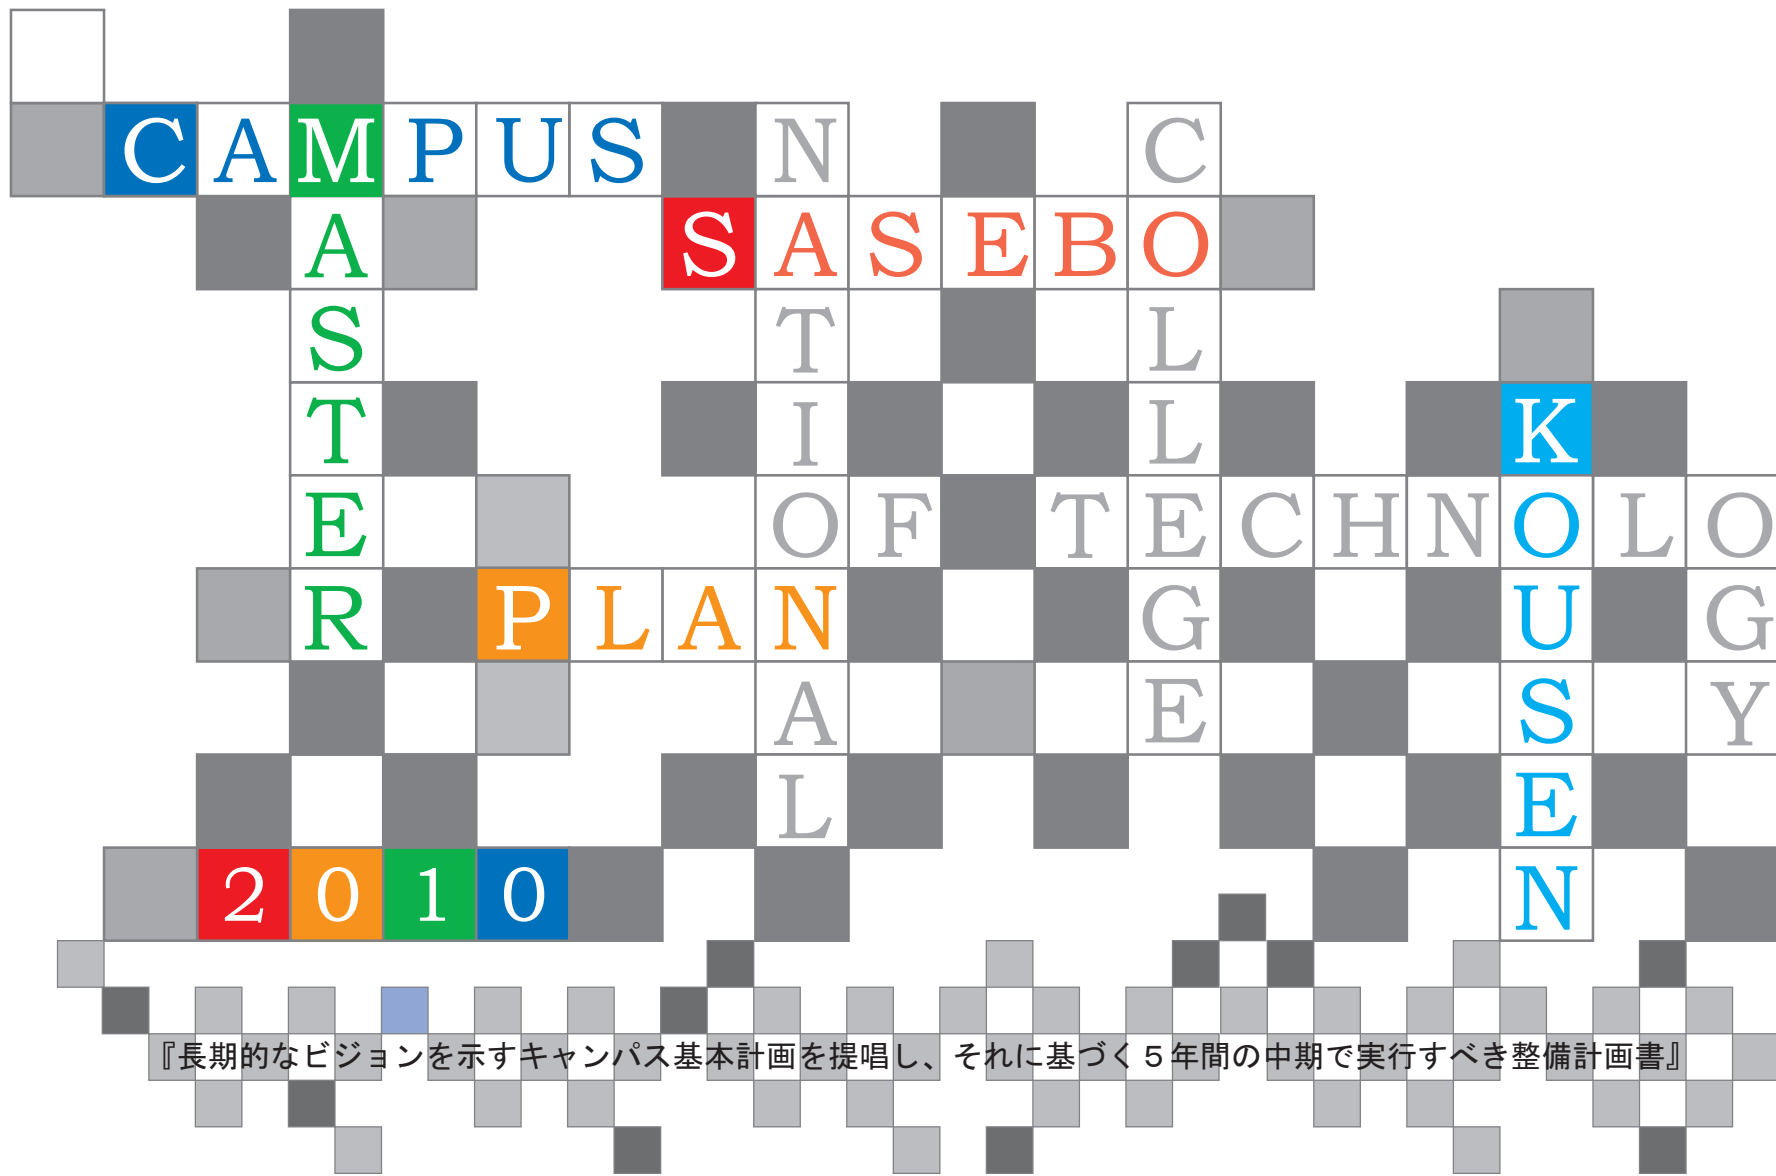 CAMPUS
MASTER
PLAN
SASEBO
NATIONAL
COLLEGE
OF TECHNOLOGY
KOUSEN
2010
『長期的なビジョンを示すキャンパス基本計画を提唱し、それに基づく５年間の中期で実行すべき整備計画書』